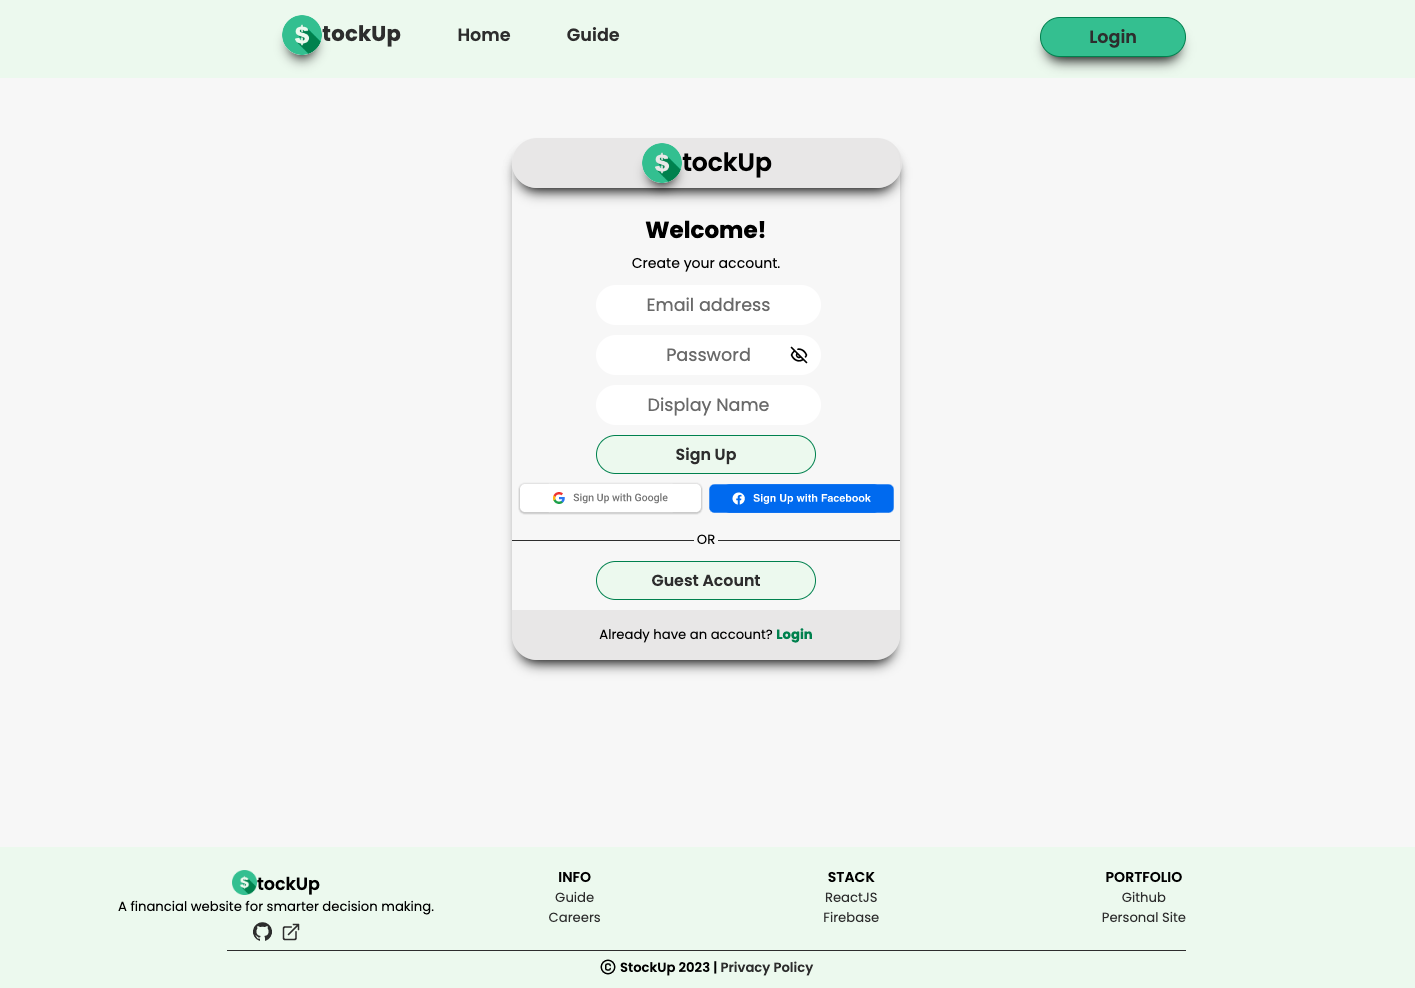 $tockUp
Home
Guide
Login
$tockUp
Welcome!
Create your account.
Email address
Password
Display Name
Sign Up
Sign Up with Google
Sign Up with Facebook
OR
Guest Acount
Already have an account? Login
$tockUp
A financial website for smarter decision making.
INFO
Guide
Careers
STACK
ReactJS
Firebase
PORTFOLIO
Github
Personal Site
© StockUp 2023 | Privacy Policy